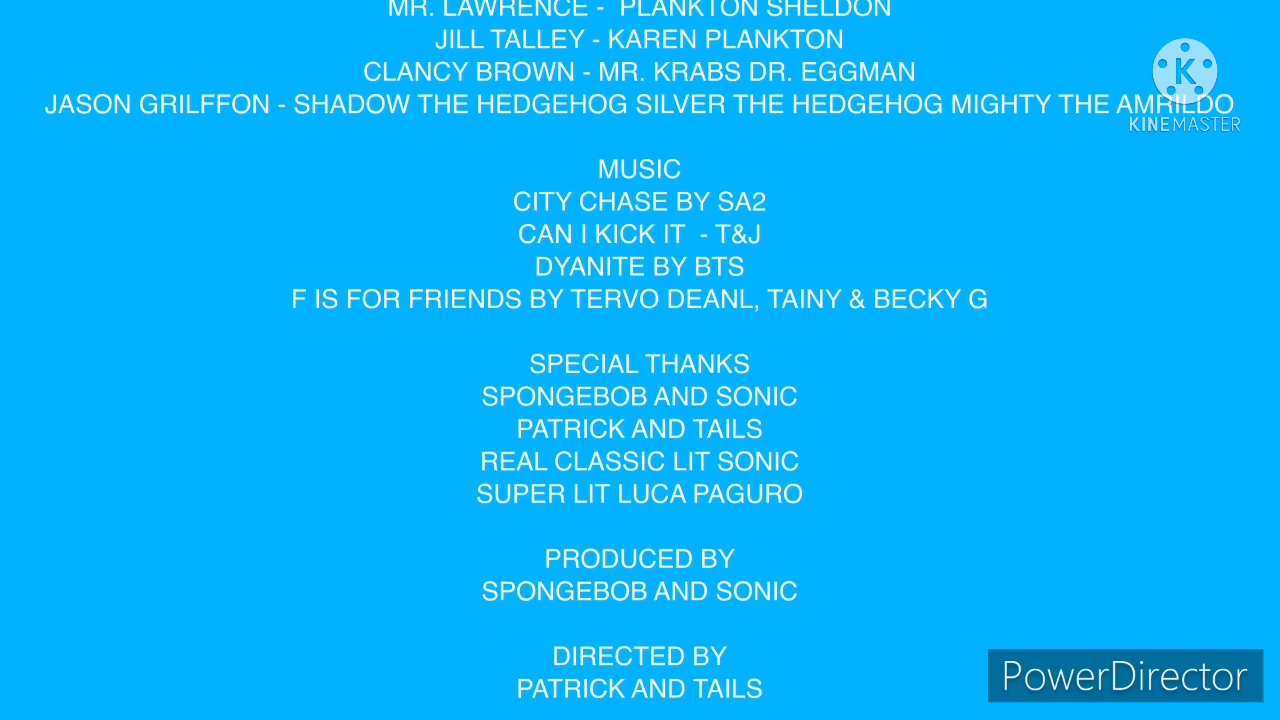 MR. LAWRENCE -  PLANKTON SHELDON
JILL TALLEY - KAREN PLANKTON
CLANCY BROWN - MR. KRABS DR. EGGMAN
JASON GRILFFON - SHADOW THE HEDGEHOG SILVER THE HEDGEHOG MIGHTY THE AMRILDO
K
KINEMASTER
MUSIC
CITY CHASE BY SA2
CAN I KICK IT  - T&J
DYANITE BY BTS
F IS FOR FRIENDS BY TERVO DEANL, TAINY & BECKY G
SPECIAL THANKS
SPONGEBOB AND SONIC
PATRICK AND TAILS
REAL CLASSIC LIT SONIC
SUPER LIT LUCA PAGURO
PRODUCED BY
SPONGEBOB AND SONIC
DIRECTED BY
PATRICK AND TAILS
PowerDirector